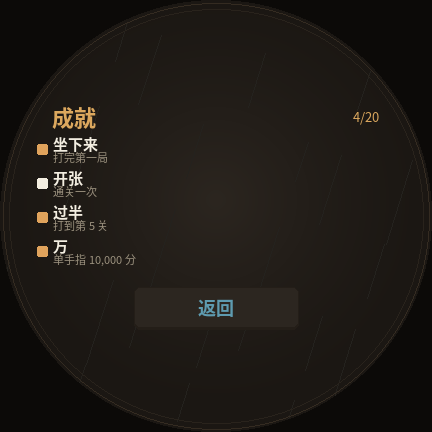 成就
4/20
坐下来
打完第一局
开张
通关一次
过半
打到第 5 关
万
单手指 10,000 分
返回